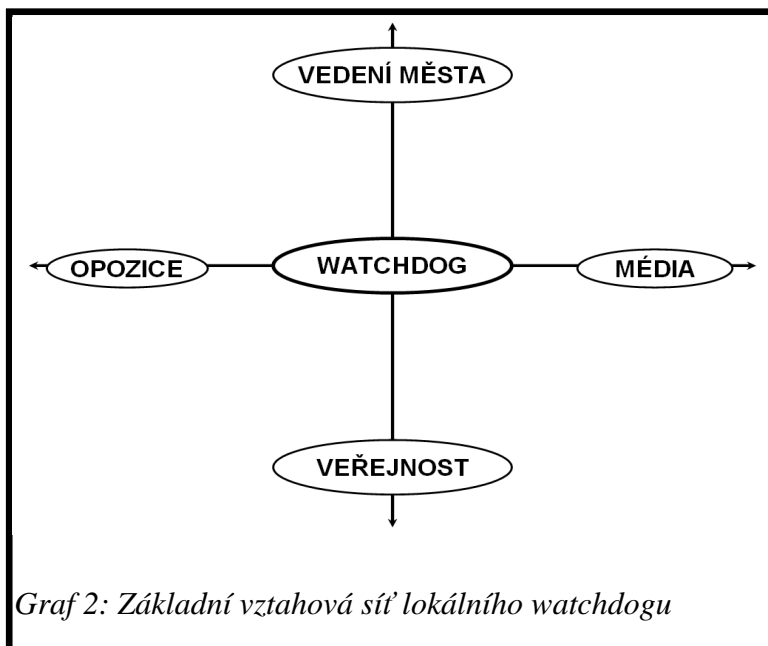 VEDENÍ MĚSTA
OPOZICE
WATCHDOG
MÉDIA
VEŘEJNOST
Graf 2: Základní vztahová síť lokálního watchdogu